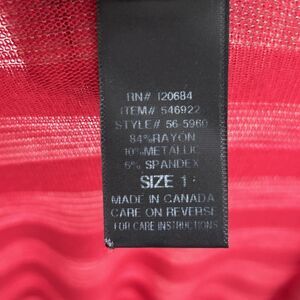 RN# 120684
ITEM# 546922
STYLE# 56-5960
84% RAYON
10% METALLIC
6% SPANDEX
SIZE 1
MADE IN CANADA
CARE ON REVERSE
FOR CARE INSTRUCTIONS